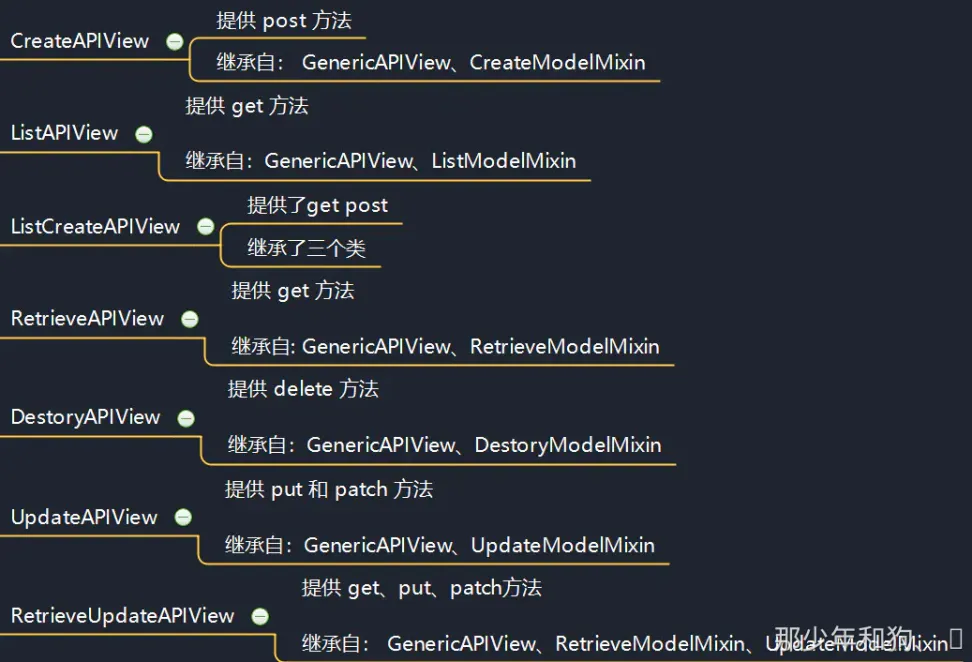 提供 post 方法
CreateAPIView
继承自： GenericAPIView、CreateModelMixin
提供 get 方法
ListAPIView
继承自：GenericAPIView、ListModelMixin
提供了get post
ListCreateAPIView
继承了三个类
提供 get 方法
RetrieveAPIView
继承自: GenericAPIView、RetrieveModelMixin
提供 delete 方法
DestoryAPIView
继承自：GenericAPIView、DestoryModelMixin
提供 put 和 patch 方法
UpdateAPIView
继承自：GenericAPIView、UpdateModelMixin
提供 get、put、patch方法
RetrieveUpdateAPIView
继承自： GenericAPIView、RetrieveModelMixin、UpdateModelMixin
那少年和狗